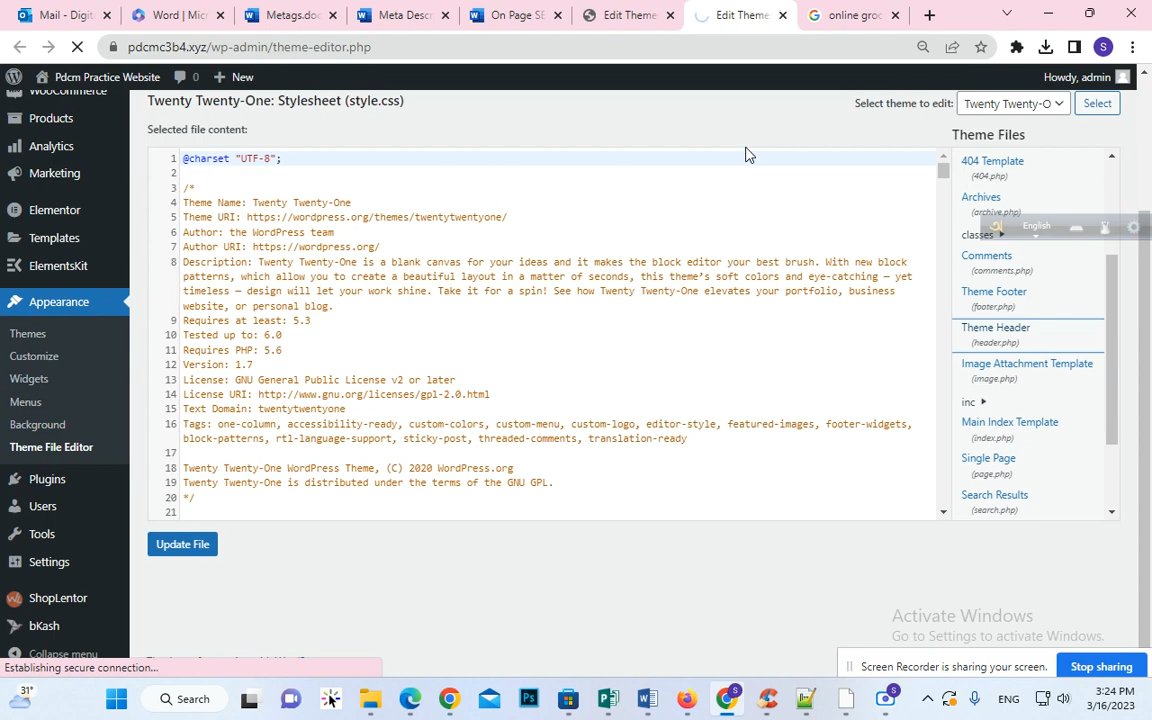 Mail - Digit
Word | Micr
Metags.doc
Meta Descr
On Page SE
Edit Theme
Edit Theme
online groc
pdcmc3b4.xyz/wp-admin/theme-editor.php
S
Pdcm Practice Website
0
New
Howdy, admin
WooCommerce
Products
Analytics
Marketing
Elementor
Templates
ElementsKit
Appearance
Themes
Customize
Widgets
Menus
Background
Theme File Editor
Plugins
Users
Tools
Settings
ShopLentor
bKash
Collapse menu
Twenty Twenty-One: Stylesheet (style.css)
Select theme to edit:
Twenty Twenty-O
Select
Selected file content:
1 @charset "UTF-8";
2
3 /*
4 Theme Name: Twenty Twenty-One
5 Theme URI: https://wordpress.org/themes/twentytwentyone/
6 Author: the WordPress team
7 Author URI: https://wordpress.org/
8 Description: Twenty Twenty-One is a blank canvas for your ideas and it makes the block editor your best brush. With new block
patterns, which allow you to create a beautiful layout in a matter of seconds, this theme's soft colors and eye-catching — yet
timeless — design will let your work shine. Take it for a spin! See how Twenty Twenty-One elevates your portfolio, business
website, or personal blog.
9 Requires at least: 5.3
10 Tested up to: 6.0
11 Requires PHP: 5.6
12 Version: 1.7
13 License: GNU General Public License v2 or later
14 License URI: http://www.gnu.org/licenses/gpl-2.0.html
15 Text Domain: twentytwentyone
16 Tags: one-column, accessibility-ready, custom-colors, custom-menu, custom-logo, editor-style, featured-images, footer-widgets,
block-patterns, rtl-language-support, sticky-post, threaded-comments, translation-ready
17
18 Twenty Twenty-One WordPress Theme, (C) 2020 WordPress.org
19 Twenty Twenty-One is distributed under the terms of the GNU GPL.
20 */
21
Update File
Theme Files
404 Template
(404.php)
Archives
(archive.php)
English
classes
Comments
(comments.php)
Theme Footer
(footer.php)
Theme Header
(header.php)
Image Attachment Template
(image.php)
inc
Main Index Template
(index.php)
Single Page
(page.php)
Search Results
(search.php)
Activate Windows
Go to Settings to activate Windows.
Establishing secure connection...
Screen Recorder is sharing your screen.
Stop sharing
31°
Search
ENG
3:24 PM
3/16/2023